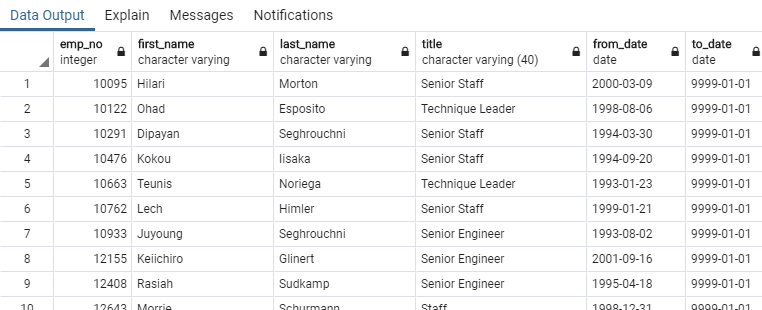 Data Output Explain Messages Notifications
emp_no first_name last_name title from_date to_date
integer character varying character varying character varying (40) date date
1 10095 Hilari Morton Senior Staff 2000-03-09 9999-01-01
2 10122 Ohad Esposito Technique Leader 1998-08-06 9999-01-01
3 10291 Dipayan Seghrouchni Senior Staff 1994-03-30 9999-01-01
4 10476 Kokou Iisaka Senior Staff 1994-09-20 9999-01-01
5 10663 Teunis Noriega Technique Leader 1993-01-23 9999-01-01
6 10762 Lech Himler Senior Staff 1999-01-21 9999-01-01
7 10933 Juyoung Seghrouchni Senior Engineer 1993-08-02 9999-01-01
8 12155 Keiichiro Glinert Senior Engineer 2001-09-16 9999-01-01
9 12408 Rasiah Sudkamp Senior Engineer 1995-04-18 9999-01-01
10 12643 Morrie Schurmann Staff 1998-12-31 9999-01-01